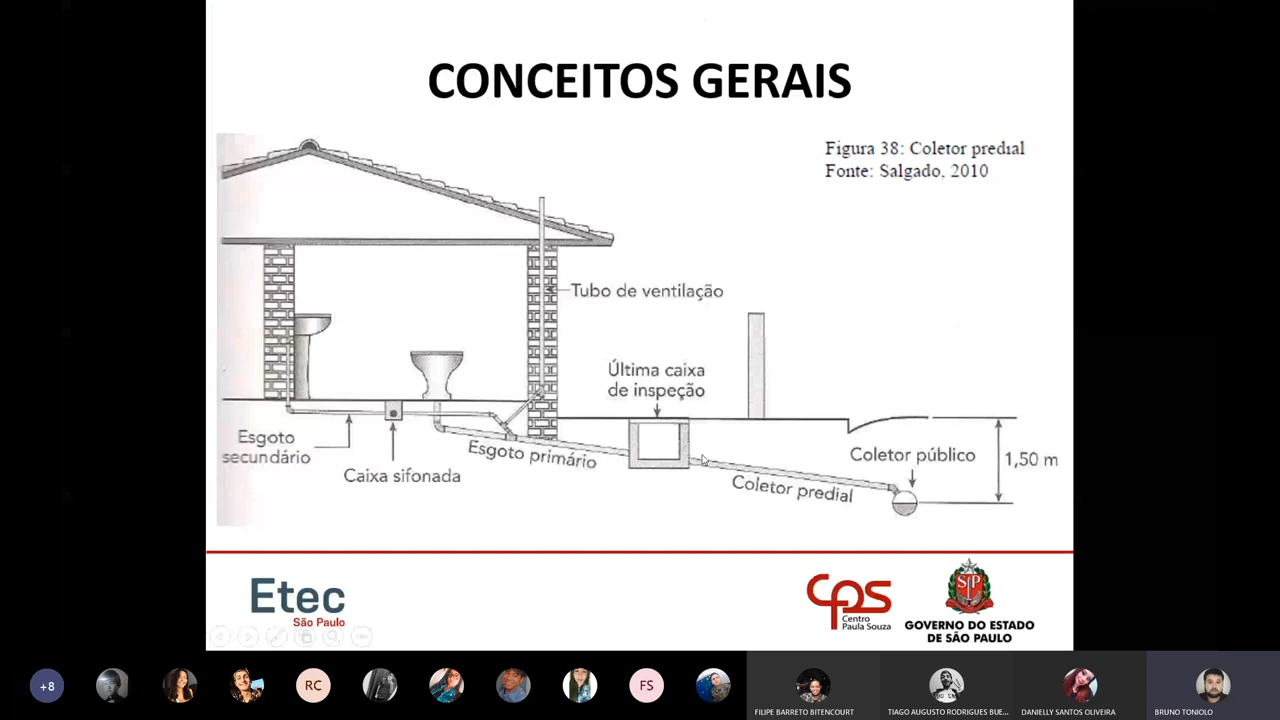 CONCEITOS GERAIS
Figura 38: Coletor predial
Fonte: Salgado, 2010
Tubo de ventilação
Última caixa
de inspeção
Esgoto
secundário
Caixa sifonada
Esgoto primário
Coletor predial
Coletor público
1,50 m
Etec
São Paulo
cps
Centro
Paula Souza
SP
GOVERNO DO ESTADO
DE SÃO PAULO
+8
RC
FS
FILIPE BARRETO BITENCOURT
TIAGO AUGUSTO RODRIGUES BUE...
DANIELLY SANTOS OLIVEIRA
BRUNO TONIOLO